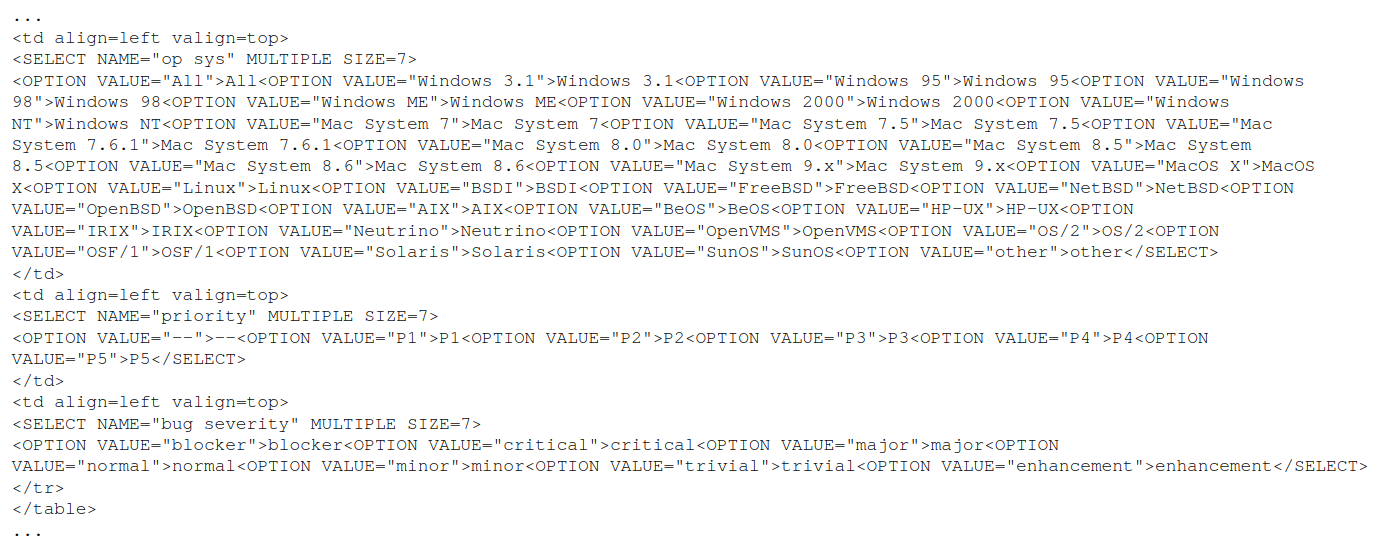 ...
<td align=left valign=top>
<SELECT NAME="op sys" MULTIPLE SIZE=7>
<OPTION VALUE="All">All<OPTION VALUE="Windows 3.1">Windows 3.1<OPTION VALUE="Windows 95">Windows 95<OPTION VALUE="Windows
98">Windows 98<OPTION VALUE="Windows ME">Windows ME<OPTION VALUE="Windows 2000">Windows 2000<OPTION VALUE="Windows
NT">Windows NT<OPTION VALUE="Mac System 7">Mac System 7<OPTION VALUE="Mac System 7.5">Mac System 7.5<OPTION VALUE="Mac
System 7.6.1">Mac System 7.6.1<OPTION VALUE="Mac System 8.0">Mac System 8.0<OPTION VALUE="Mac System 8.5">Mac System
8.5<OPTION VALUE="Mac System 8.6">Mac System 8.6<OPTION VALUE="Mac System 9.x">Mac System 9.x<OPTION VALUE="MacOS X">MacOS
X<OPTION VALUE="Linux">Linux<OPTION VALUE="BSDI">BSDI<OPTION VALUE="FreeBSD">FreeBSD<OPTION VALUE="NetBSD">NetBSD<OPTION
VALUE="OpenBSD">OpenBSD<OPTION VALUE="AIX">AIX<OPTION VALUE="BeOS">BeOS<OPTION VALUE="HP-UX">HP-UX<OPTION
VALUE="IRIX">IRIX<OPTION VALUE="Neutrino">Neutrino<OPTION VALUE="OpenVMS">OpenVMS<OPTION VALUE="OS/2">OS/2<OPTION
VALUE="OSF/1">OSF/1<OPTION VALUE="Solaris">Solaris<OPTION VALUE="SunOS">SunOS<OPTION VALUE="other">other</SELECT>
</td>
<td align=left valign=top>
<SELECT NAME="priority" MULTIPLE SIZE=7>
<OPTION VALUE="--">--<OPTION VALUE="P1">P1<OPTION VALUE="P2">P2<OPTION VALUE="P3">P3<OPTION VALUE="P4">P4<OPTION
VALUE="P5">P5</SELECT>
</td>
<td align=left valign=top>
<SELECT NAME="bug severity" MULTIPLE SIZE=7>
<OPTION VALUE="blocker">blocker<OPTION VALUE="critical">critical<OPTION VALUE="major">major<OPTION
VALUE="normal">normal<OPTION VALUE="minor">minor<OPTION VALUE="trivial">trivial<OPTION VALUE="enhancement">enhancement</SELECT>
</tr>
</table>
...